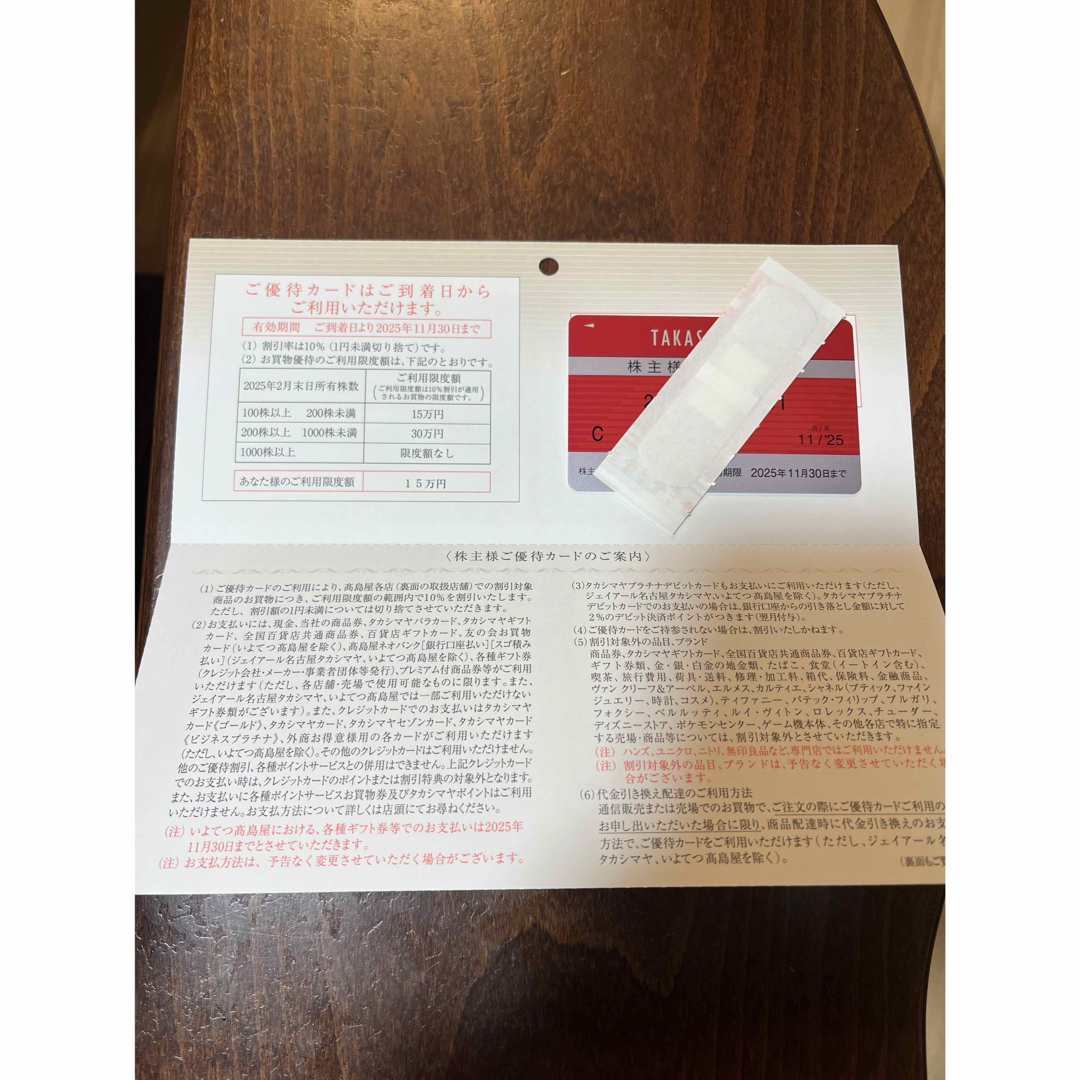 ご優待カードはご到着日から
ご利用いただけます。
有効期間　ご到着日より2025年11月30日まで
(1) 割引率は10％(1円未満切り捨て)です。
(2) お買物優待のご利用限度額は、下記のとおりです。
2025年2月末日所有株数
ご利用限度額
(ご利用限度額は10％割引が適用
されるお買物の限度額です。)
100株以上　200株未満　15万円
200株以上　1000株未満　30万円
1000株以上　限度額なし
あなた様のご利用限度額　１５万円
TAKAS
株主様
2
1
C
月/年
11/'25
株主
期限　2025年11月30日まで
〈株主様ご優待カードのご案内〉
(1)ご優待カードのご利用により、髙島屋各店(裏面の取扱店舗)での割引対象
商品のお買物につき、ご利用限度額の範囲内で10％を割引いたします。
ただし、割引額の1円未満については切り捨てさせていただきます。
(2)お支払いには、現金、当社の商品券、タカシマヤバラカード、タカシマヤギフト
カード、全国百貨店共通商品券、百貨店ギフトカード、友の会お買物
カード(いよてつ髙島屋を除く)、髙島屋ネオバンク[銀行口座払い][スゴ積み
払い](ジェイアール名古屋タカシマヤ、いよてつ髙島屋を除く)、各種ギフト券
(クレジット会社・メーカー・事業者団体等発行)、プレミアム付商品券等がご利用
いただけます(ただし、各店舗・売場で使用可能なものに限ります。また、
ジェイアール名古屋タカシマヤ、いよてつ髙島屋では一部ご利用いただけない
ギフト券類がございます)。また、クレジットカードでのお支払はタカシマヤ
カード《ゴールド》、タカシマヤカード、タカシマヤセゾンカード、タカシマヤカード
《ビジネスプラチナ》、外商お得意様用の各カードがご利用いただけます
(ただし、いよてつ髙島屋を除く)。その他のクレジットカードはご利用いただけません。
他のご優待割引、各種ポイントサービスとの併用はできません。上記クレジットカード
でのお支払い時は、クレジットカードのポイントまたは割引特典の対象外となります。
また、お支払いに各種ポイントサービスお買物券及びタカシマヤポイントはご利用
いただけません。お支払方法について詳しくは店頭にてお尋ねください。
(注) いよてつ髙島屋における、各種ギフト券等でのお支払いは2025年
11月30日までとさせていただきます。
(注) お支払方法は、予告なく変更させていただく場合がございます。
(3)タカシマヤプラチナデビットカードもお支払いにご利用いただけます(ただし、
ジェイアール名古屋タカシマヤ、いよてつ髙島屋を除く)。タカシマヤプラチナ
デビットカードでのお支払の場合は、銀行口座からの引き落とし金額に対して
2％のデビット決済ポイントがつきます(翌月付与)。
(4)ご優待カードをご持参されない場合は、割引いたしかねます。
(5)割引対象外の品目、ブランド
商品券、タカシマヤギフトカード、全国百貨店共通商品券、百貨店ギフトカード、
ギフト券類、金・銀・白金の地金類、たばこ、食堂(イートイン含む)、
喫茶、旅行費用、荷具・送料、修理・加工料、箱代、保険料、金融商品、
ヴァン クリーフ&アーペル、エルメス、カルティエ、シャネル(ブティック、ファイン
ジュエリー、時計、コスメ)、ティファニー、パテック・フィリップ、ブルガリ、
フォクシー、ベルルッティ、ルイ・ヴィトン、ロレックス、チューダー、
ディズニーストア、ポケモンセンター、ゲーム機本体、その他各店で特に指定
する売場・商品等については、割引対象外とさせていただきます。
(注) ハンズ、ユニクロ、ニトリ、無印良品など、専門店ではご利用いただけません。
(注) 割引対象外の品目、ブランドは、予告なく変更させていただく場
合がございます。
(6)代金引き換え配達のご利用方法
通信販売または売場でのお買物で、ご注文の際にご優待カードご利用の
お申し出いただいた場合に限り、商品配達時に代金引き換えのお支
方法で、ご優待カードをご利用いただけます(ただし、ジェイアール名
タカシマヤ、いよてつ髙島屋を除く)。
(裏面もご覧